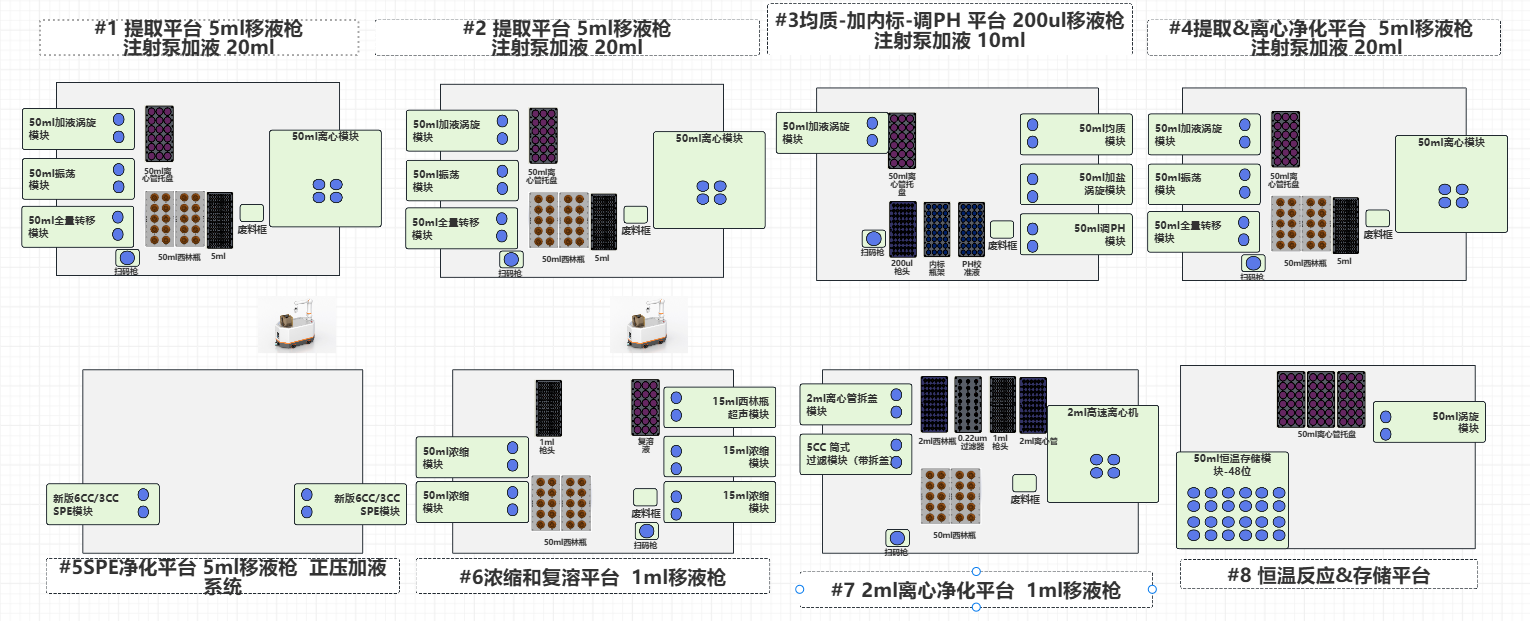 #1 提取平台 5ml移液枪
注射泵加液 20ml
50ml加液涡旋
模块
50ml振荡
模块
50ml全量转移
模块
50ml离
心管托盘
50ml离心模块
50ml西林瓶
5ml
废料框
扫码枪
#2 提取平台 5ml移液枪
注射泵加液 20ml
50ml加液涡旋
模块
50ml振荡
模块
50ml全量转移
模块
50ml离
心管托盘
50ml离心模块
50ml西林瓶
5ml
废料框
扫码枪
#3均质-加内标-调PH 平台 200ul移液枪
注射泵加液 10ml
50ml加液涡旋
模块
50ml离
心管托
盘
50ml均质
模块
50ml加盐
涡旋模块
50ml调PH
模块
扫码枪
200ul
枪头
内标
瓶架
PH校
准液
废料框
#4提取&离心净化平台 5ml移液枪
注射泵加液 20ml
50ml加液涡旋
模块
50ml振荡
模块
50ml全量转移
模块
50ml离
心管托盘
50ml离心模块
50ml西林瓶
5ml
废料框
扫码枪
新版6CC/3CC
SPE模块
新版6CC/3CC
SPE模块
#5SPE净化平台 5ml移液枪 正压加液
系统
1ml
枪头
复溶
液
15ml西林瓶
超声模块
50ml浓缩
模块
15ml浓缩
模块
50ml浓缩
模块
15ml浓缩
模块
50ml西林瓶
废料框
扫码枪
#6浓缩和复溶平台 1ml移液枪
2ml离心管拆盖
模块
5CC 筒式
过滤模块（带拆盖）
2ml西林瓶
0.22um
过滤器
1ml
枪头
2ml离心管
2ml高速离心机
50ml西林瓶
废料框
扫码枪
#7 2ml离心净化平台 1ml移液枪
50ml离心管托盘
50ml涡旋
模块
50ml恒温存储模
块-48位
#8 恒温反应&存储平台